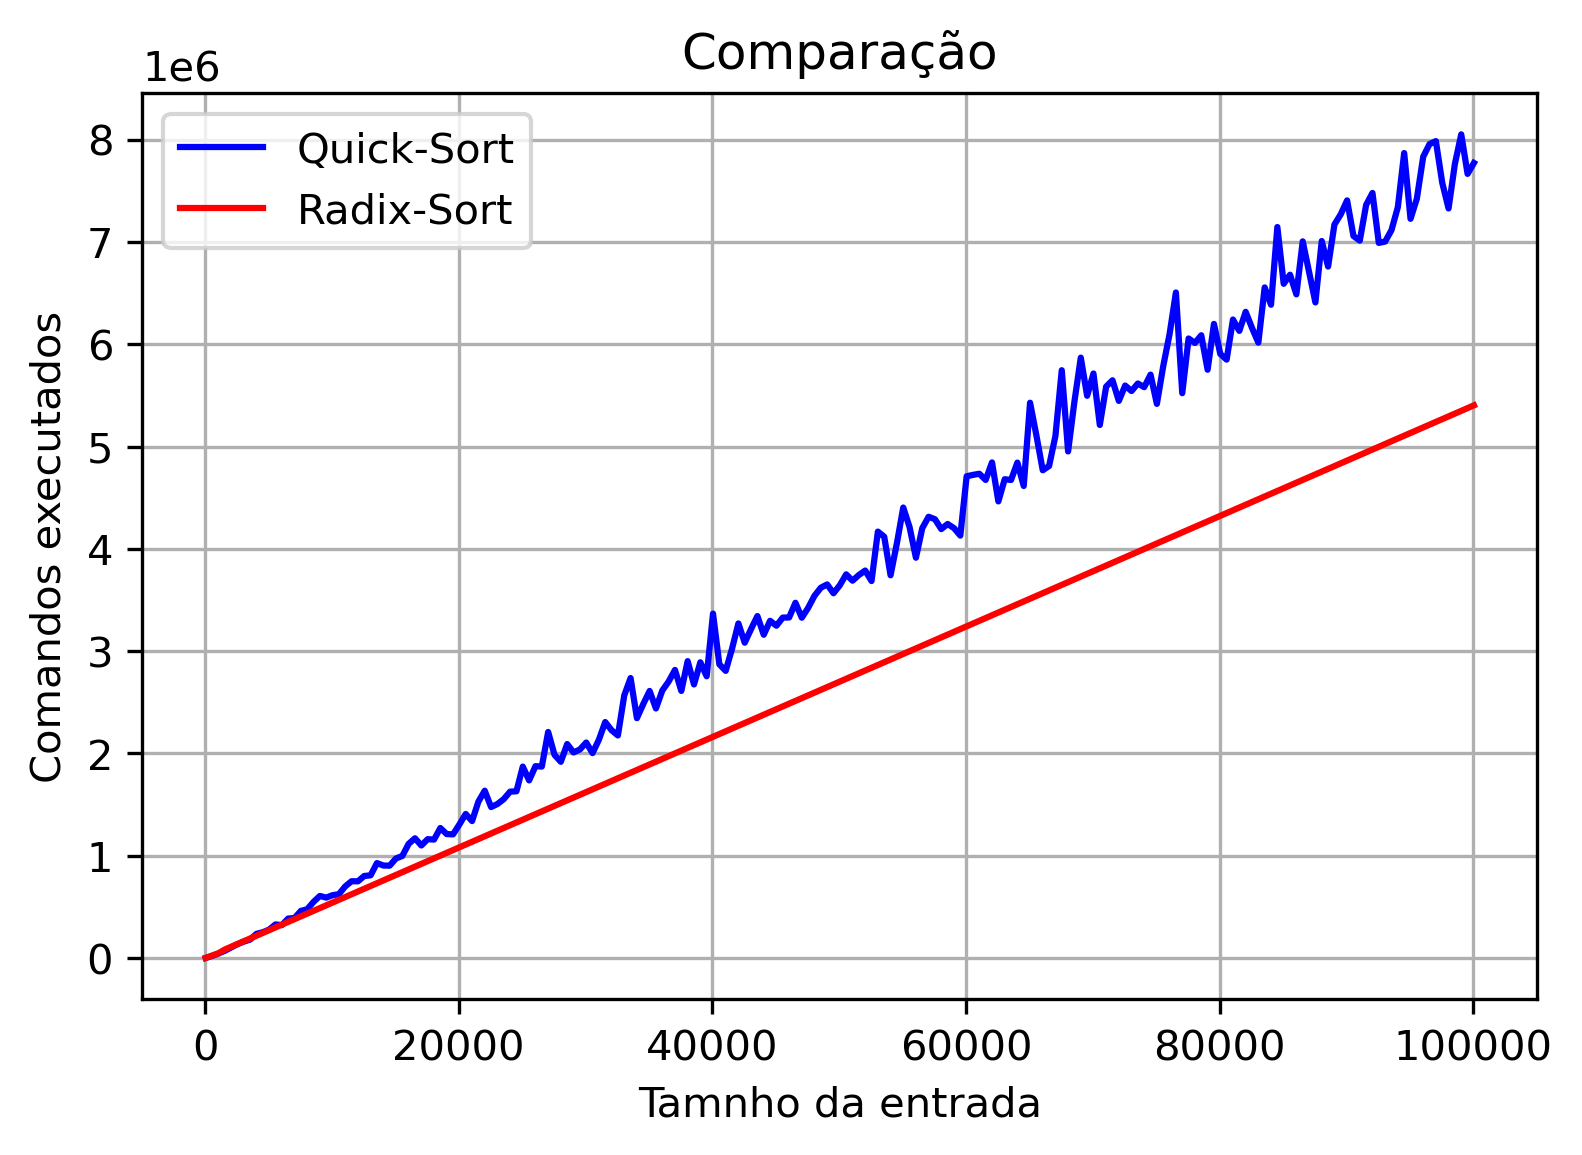 Comparação
1e6
Quick-Sort
Radix-Sort
8
7
6
5
4
3
2
1
0
Comandos executados
0 20000 40000 60000 80000 100000
Tamnho da entrada